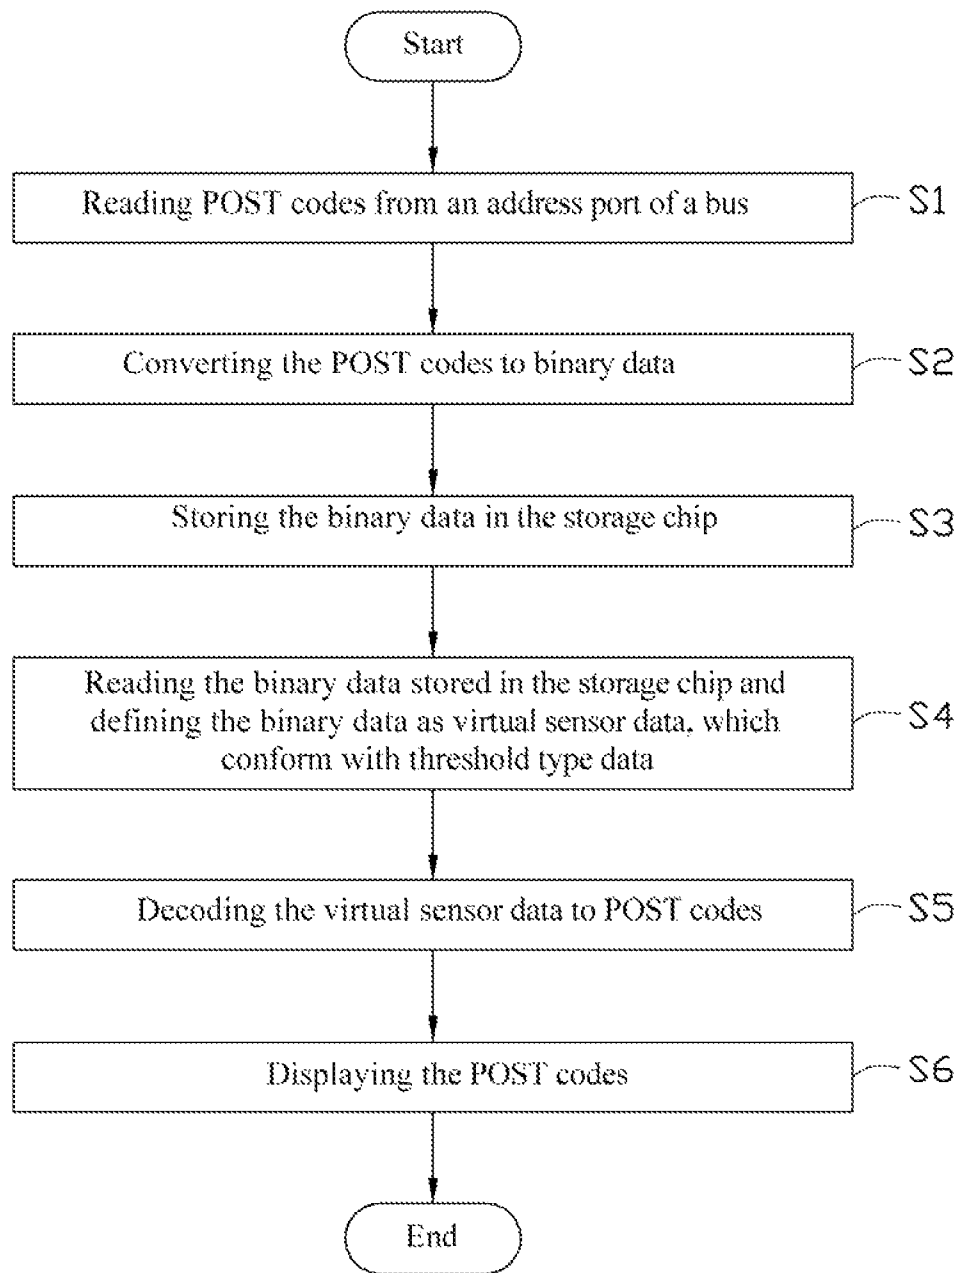 Start
Reading POST codes from an address port of a bus
S1
Converting the POST codes to binary data
S2
Storing the binary data in the storage chip
S3
Reading the binary data stored in the storage chip and
defining the binary data as virtual sensor data, which
conform with threshold type data
S4
Decoding the virtual sensor data to POST codes
S5
Displaying the POST codes
S6
End